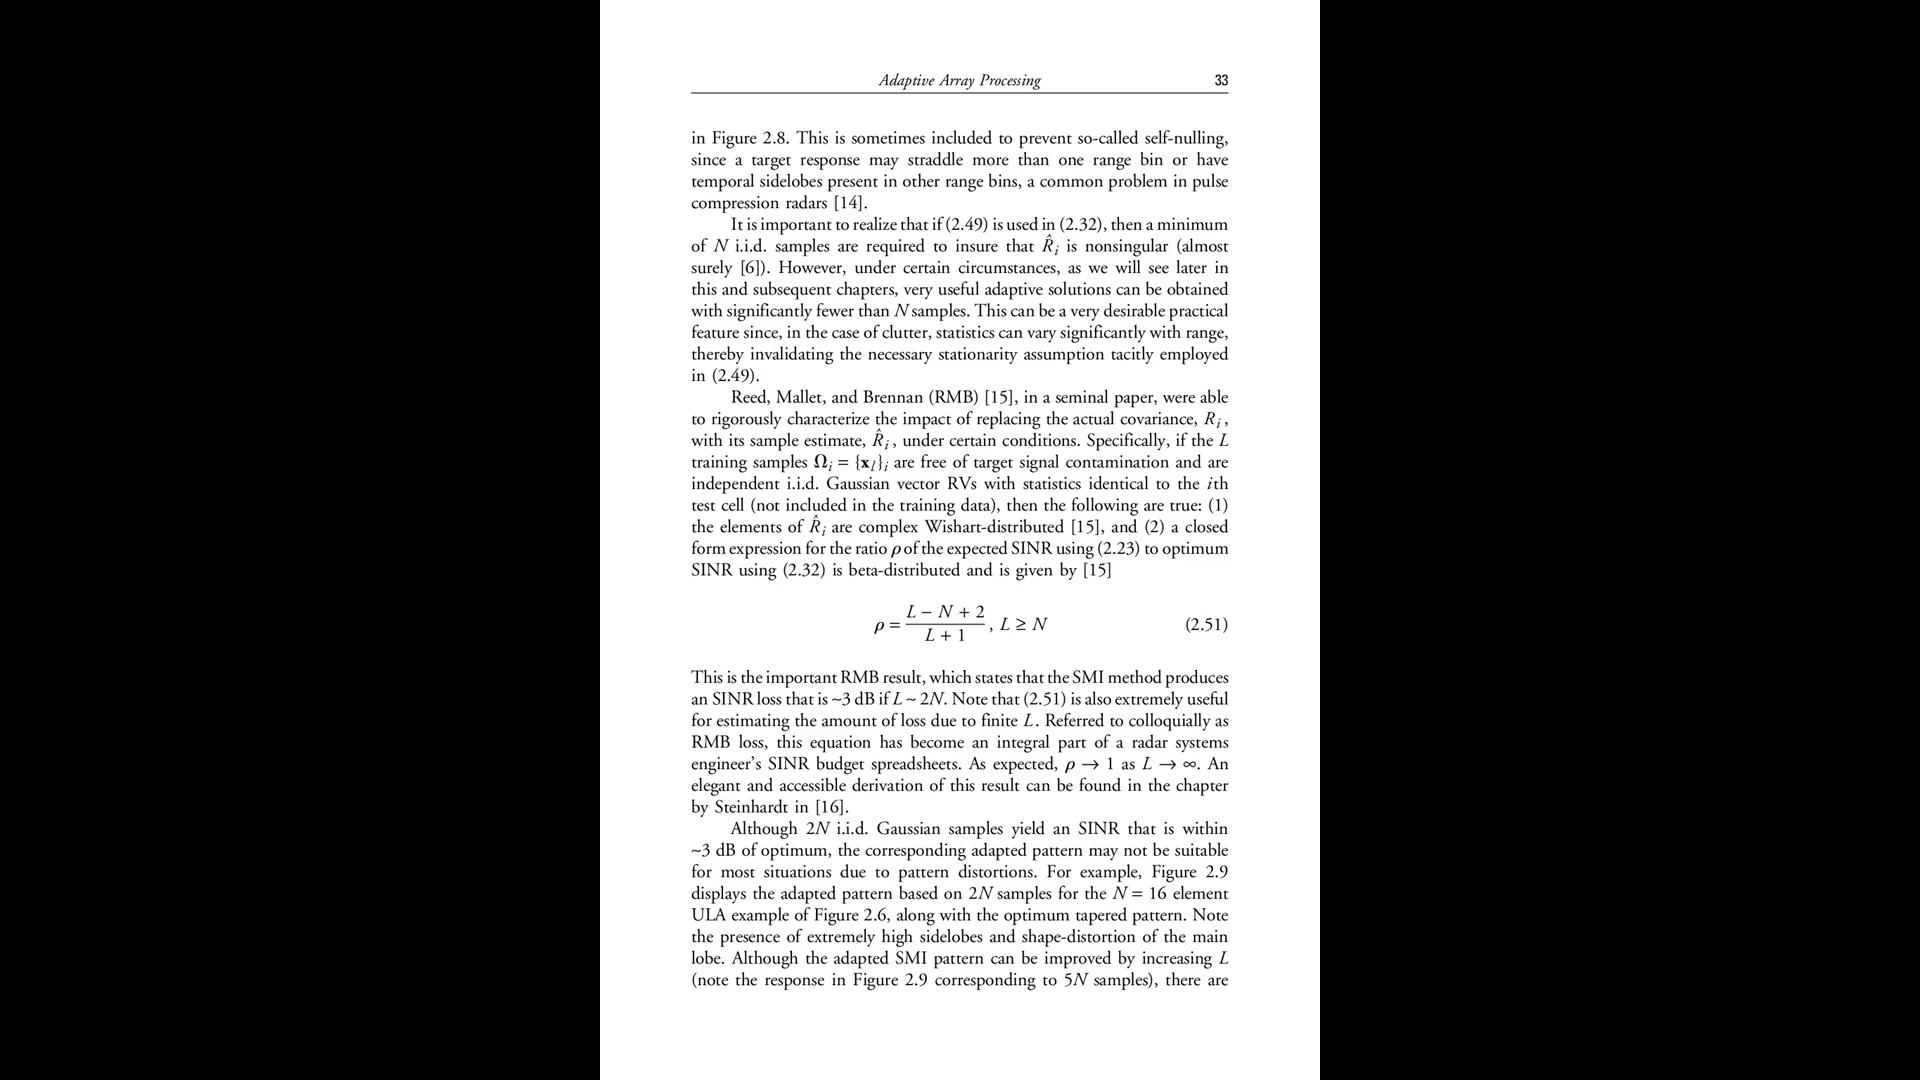 Adaptive Array Processing 33
in Figure 2.8. This is sometimes included to prevent so-called self-nulling,
since a target response may straddle more than one range bin or have
temporal sidelobes present in other range bins, a common problem in pulse
compression radars [14].
It is important to realize that if (2.49) is used in (2.32), then a minimum
of N i.i.d. samples are required to insure that R̂ᵢ is nonsingular (almost
surely [6]). However, under certain circumstances, as we will see later in
this and subsequent chapters, very useful adaptive solutions can be obtained
with significantly fewer than N samples. This can be a very desirable practical
feature since, in the case of clutter, statistics can vary significantly with range,
thereby invalidating the necessary stationarity assumption tacitly employed
in (2.49).
Reed, Mallet, and Brennan (RMB) [15], in a seminal paper, were able
to rigorously characterize the impact of replacing the actual covariance, Rᵢ,
with its sample estimate, R̂ᵢ, under certain conditions. Specifically, if the L
training samples Ωᵢ = {xₗ}ᵢ are free of target signal contamination and are
independent i.i.d. Gaussian vector RVs with statistics identical to the ith
test cell (not included in the training data), then the following are true: (1)
the elements of R̂ᵢ are complex Wishart-distributed [15], and (2) a closed
form expression for the ratio ρ of the expected SINR using (2.23) to optimum
SINR using (2.32) is beta-distributed and is given by [15]
ρ = (L − N + 2)/(L + 1), L ≥ N (2.51)
This is the important RMB result, which states that the SMI method produces
an SINR loss that is ~3 dB if L ~ 2N. Note that (2.51) is also extremely useful
for estimating the amount of loss due to finite L. Referred to colloquially as
RMB loss, this equation has become an integral part of a radar systems
engineer’s SINR budget spreadsheets. As expected, ρ → 1 as L → ∞. An
elegant and accessible derivation of this result can be found in the chapter
by Steinhardt in [16].
Although 2N i.i.d. Gaussian samples yield an SINR that is within
~3 dB of optimum, the corresponding adapted pattern may not be suitable
for most situations due to pattern distortions. For example, Figure 2.9
displays the adapted pattern based on 2N samples for the N = 16 element
ULA example of Figure 2.6, along with the optimum tapered pattern. Note
the presence of extremely high sidelobes and shape-distortion of the main
lobe. Although the adapted SMI pattern can be improved by increasing L
(note the response in Figure 2.9 corresponding to 5N samples), there are